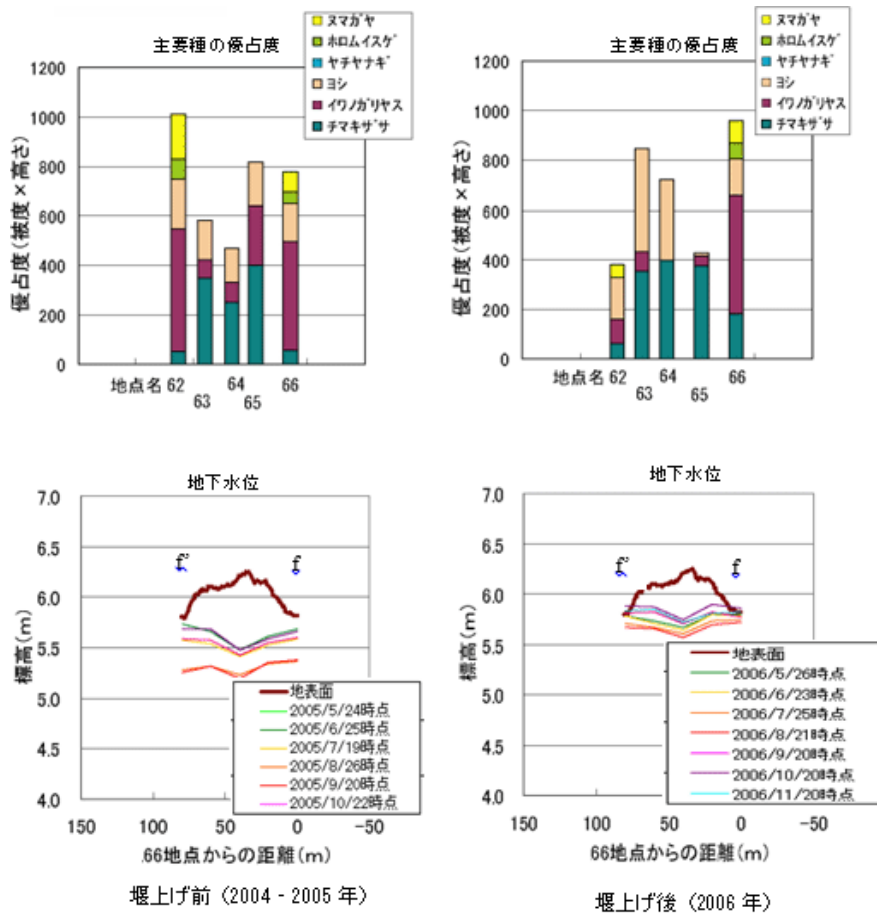 主要種の優占度
ヌマガヤ
ホロムイスゲ
ヤチヤナギ
ヨシ
イワノガリヤス
チマキザサ
優占度(被度×高さ)
1200
1000
800
600
400
200
0
地点名 62 64 66
63 65
主要種の優占度
ヌマガヤ
ホロムイスゲ
ヤチヤナギ
ヨシ
イワノガリヤス
チマキザサ
優占度(被度×高さ)
1200
1000
800
600
400
200
0
地点名 62 64 66
63 65
地下水位
標高(m)
7.0
6.5
6.0
5.5
5.0
4.5
4.0
f' f
地表面
2005/5/24時点
2005/6/25時点
2005/7/19時点
2005/8/26時点
2005/9/20時点
2005/10/22時点
150 100 50 0 -50
66地点からの距離(m)
堰上げ前 (2004 - 2005 年)
地下水位
標高(m)
7.0
6.5
6.0
5.5
5.0
4.5
4.0
f' f
地表面
2006/5/26時点
2006/6/23時点
2006/7/25時点
2006/8/21時点
2006/9/20時点
2006/10/20時点
2006/11/20時点
150 100 50 0 -50
66地点からの距離(m)
堰上げ後 (2006 年)